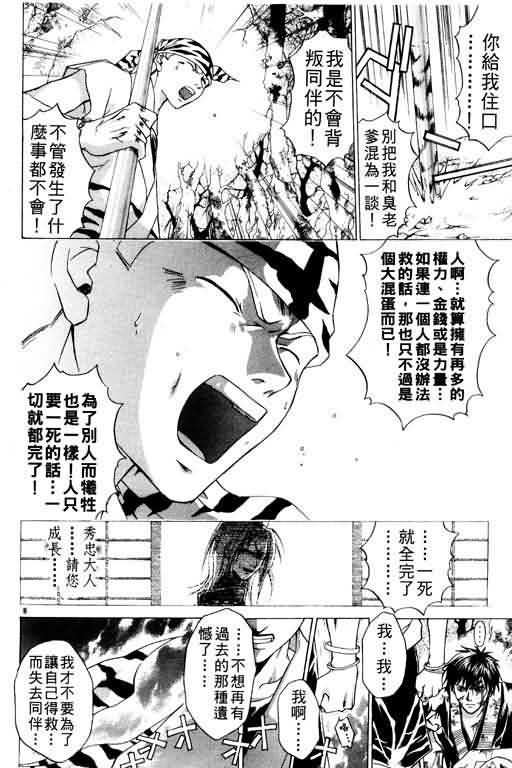 你給我住口
………！
別把我和臭老
爹混為一談！
我是不會背
叛同伴的！
不管發生了什
麼事都不會！
人啊…就算擁有再多的
權力、金錢或是力量…
如果連一個人都沒辦法
救的話，那也只不過是
個大混蛋而已！
為了別人而犧牲
也是一樣！人只
要一死的話…一
切就都完了！
……一死
就全完了
………
秀忠大人
……請您
成長……
8
……
我…
我…
我啊…
……不想再有
過去的那種遺
憾了……
我才不要為了
讓自己得救…
而失去同伴…